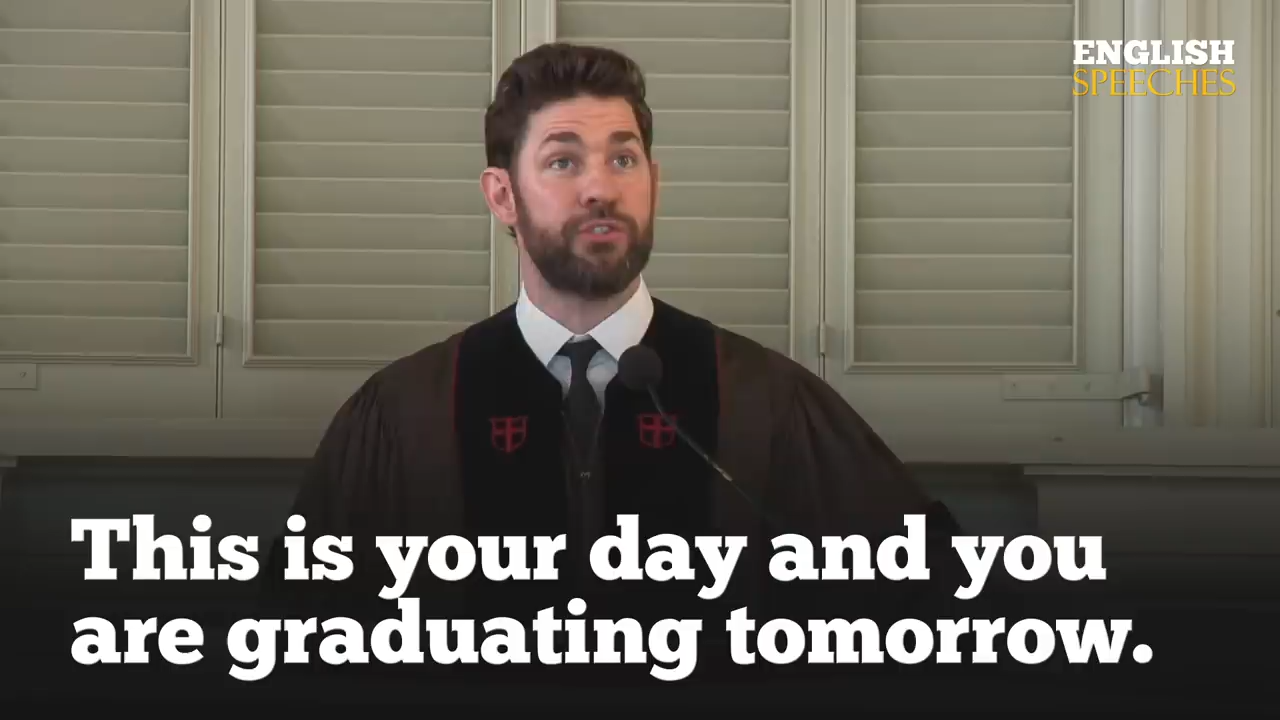 ENGLISH
SPEECHES
This is your day and you
are graduating tomorrow.